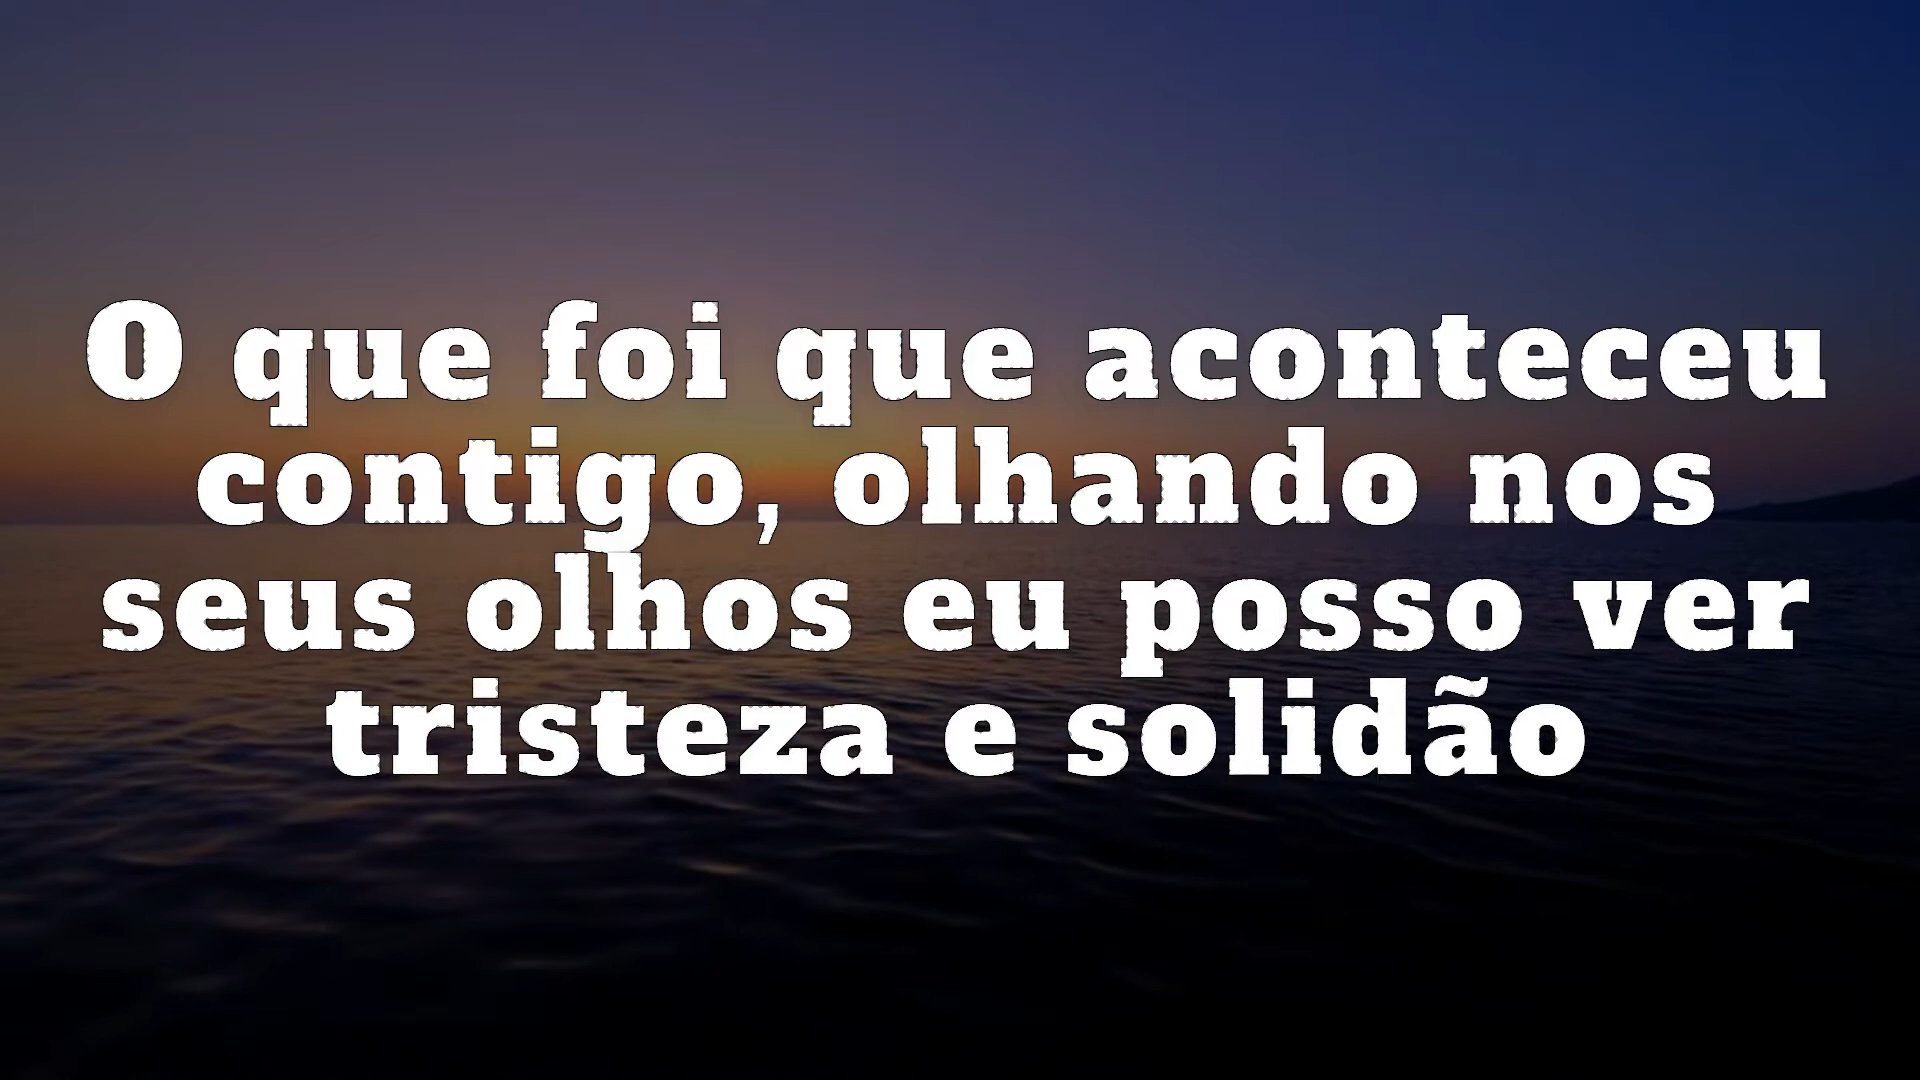 O que foi que aconteceu
contigo, olhando nos
seus olhos eu posso ver
tristeza e solidão